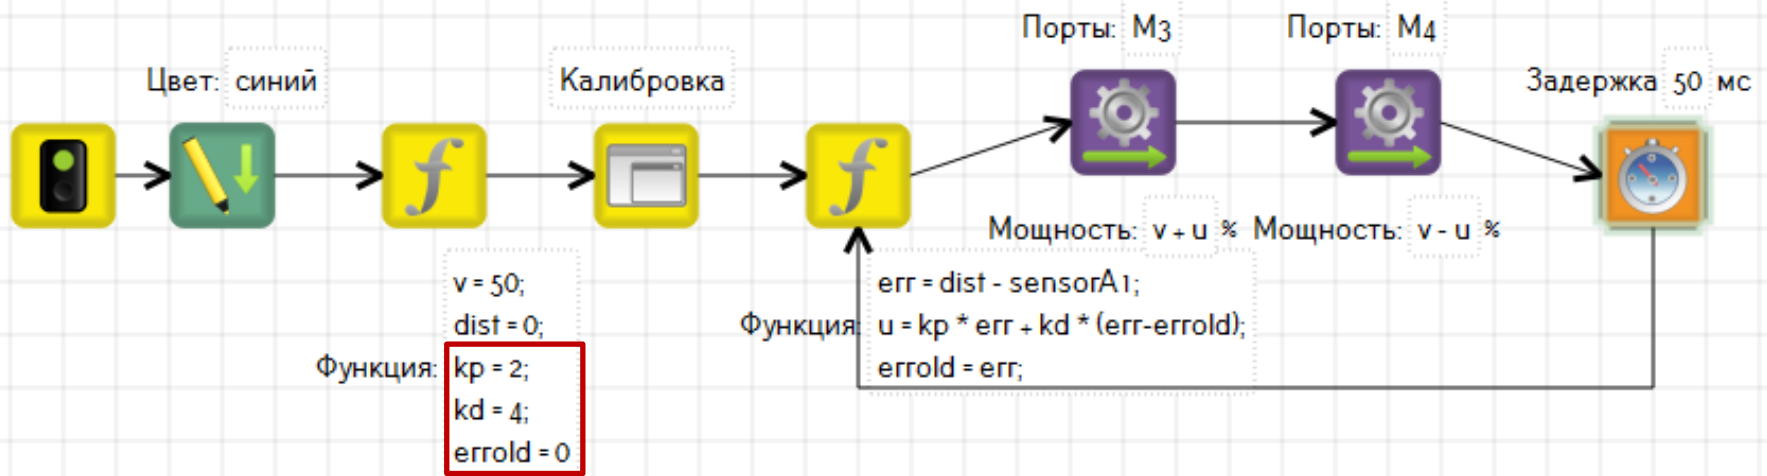 Порты: M3
Порты: M4
Цвет: синий
Калибровка
Задержка 50 мс
Мощность: v + u %
Мощность: v - u %
Функция:
v = 50;
dist = 0;
kp = 2;
kd = 4;
errold = 0
Функция:
err = dist - sensorA1;
u = kp * err + kd * (err-errold);
errold = err;